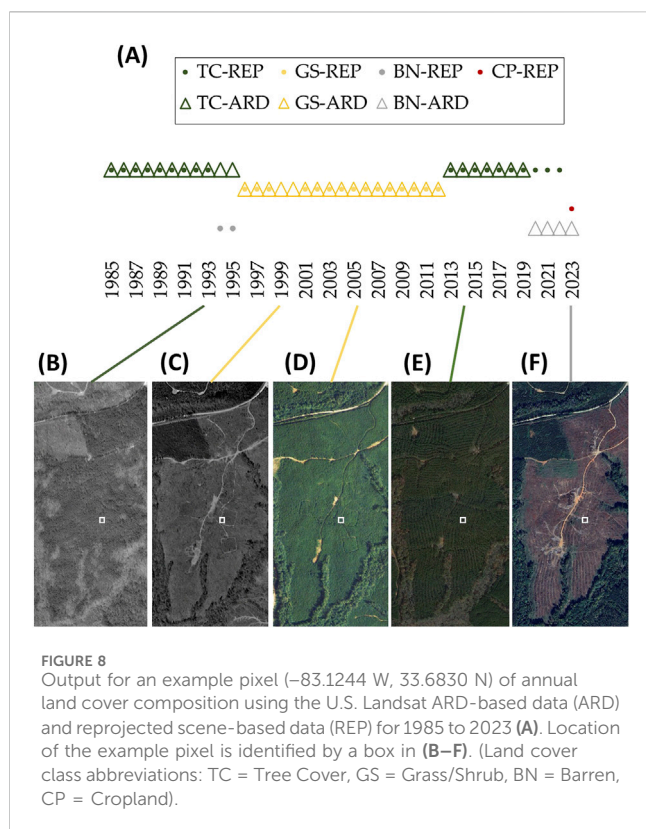 (A)
TC-REP GS-REP BN-REP CP-REP
TC-ARD GS-ARD BN-ARD
1985 1987 1989 1991 1993 1995 1997 1999 2001 2003 2005 2007 2009 2011 2013 2015 2017 2019 2021 2023
(B) (C) (D) (E) (F)
FIGURE 8
Output for an example pixel (−83.1244 W, 33.6830 N) of annual
land cover composition using the U.S. Landsat ARD-based data (ARD)
and reprojected scene-based data (REP) for 1985 to 2023 (A). Location
of the example pixel is identified by a box in (B–F). (Land cover
class abbreviations: TC = Tree Cover, GS = Grass/Shrub, BN = Barren,
CP = Cropland).